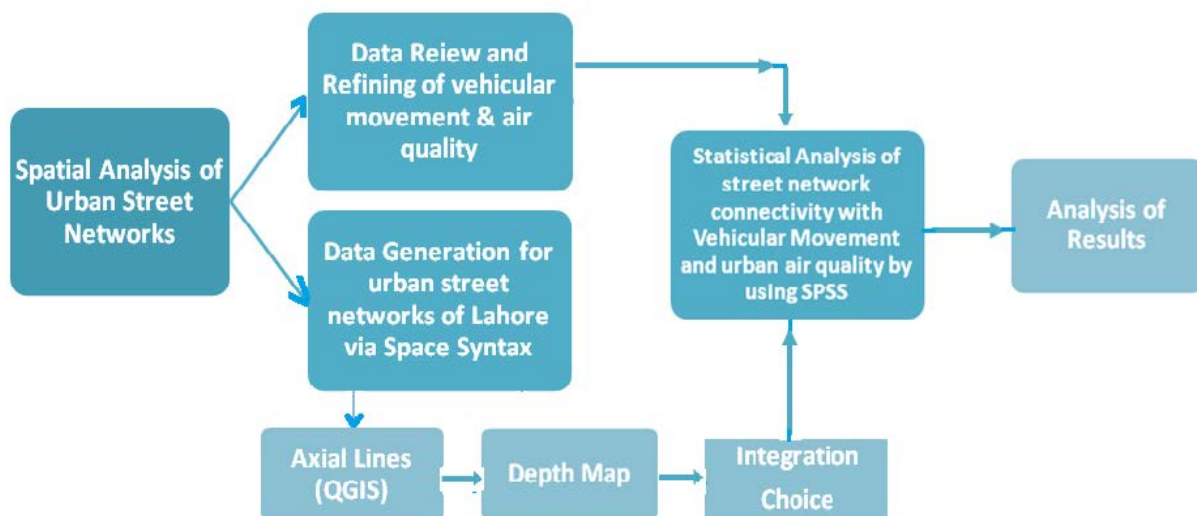 Spatial Analysis of
Urban Street
Networks
Data Reiew and
Refining of vehicular
movement & air
quality
Data Generation for
urban street
networks of Lahore
via Space Syntax
Axial Lines
(QGIS)
Depth Map
Integration
Choice
Statistical Analysis of
street network
connectivity with
Vehicular Movement
and urban air quality by
using SPSS
Analysis of
Results